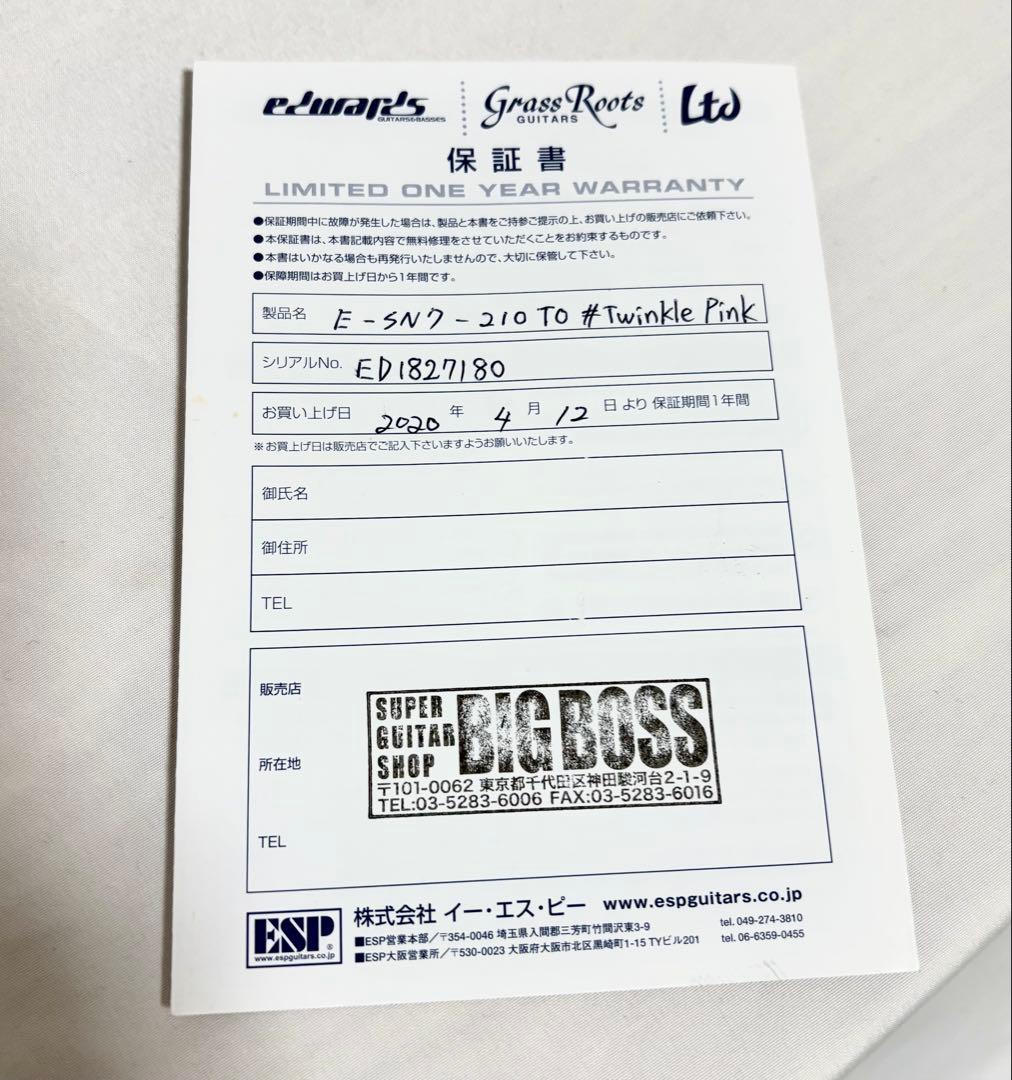 edwards GUITARS&BASSES Grass Roots GUITARS Ltd
保証書
LIMITED ONE YEAR WARRANTY
●保証期間中に故障が発生した場合は、製品と本書をご持参ご提示の上、お買い上げの販売店にご依頼下さい。
●本保証書は、本書記載内容で無料修理をさせていただくことをお約束するものです。
●本書はいかなる場合も再発行いたしませんので、大切に保管して下さい。
●保障期間はお買上げ日から1年間です。
製品名 E-SN7-210TO #Twinkle Pink
シリアルNo. ED1827180
お買い上げ日 2020 年 4 月 12 日より 保証期間1年間
※お買上げ日は販売店でご記入下さいますようお願いいたします。
御氏名
御住所
TEL
販売店
SUPER GUITAR SHOP BIG BOSS
所在地
〒101-0062 東京都千代田区神田駿河台2-1-9
TEL:03-5283-6006 FAX:03-5283-6016
TEL
ESP® www.espguitars.co.jp
株式会社 イー・エス・ピー www.espguitars.co.jp
■ESP営業本部/〒354-0046 埼玉県入間郡三芳町竹間沢東3-9 tel. 049-274-3810
■ESP大阪営業所/〒530-0023 大阪府大阪市北区黒崎町1-15 TYビル201 tel. 06-6359-0455